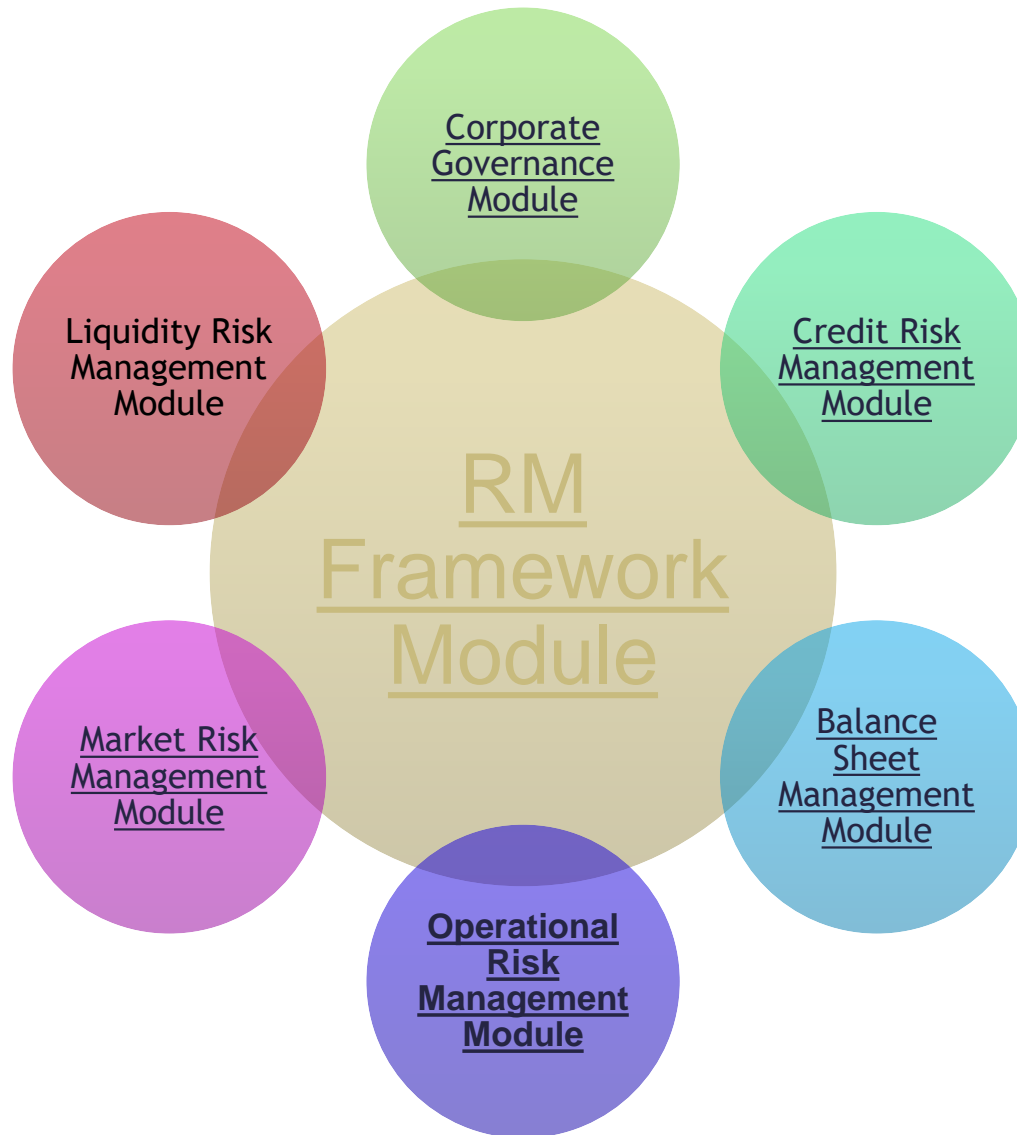 Corporate
Governance
Module
Liquidity Risk
Management
Module
Credit Risk
Management
Module
RM
Framework
Module
Market Risk
Management
Module
Balance
Sheet
Management
Module
Operational
Risk
Management
Module